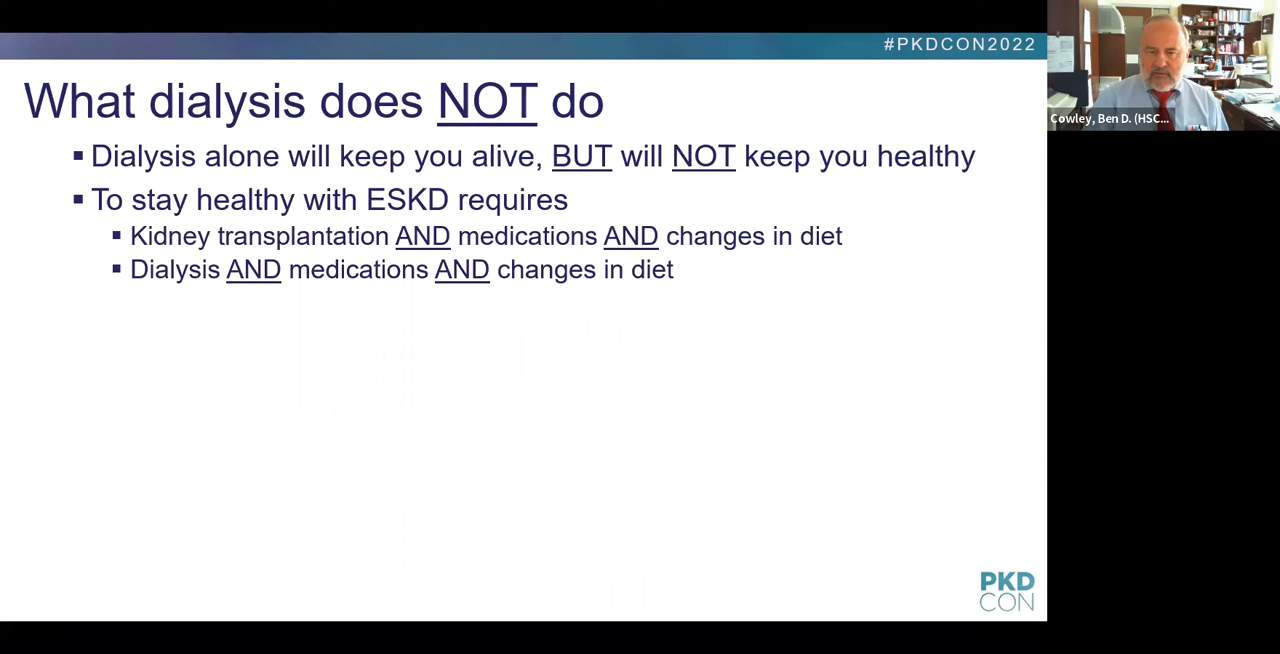 #PKDCON2022
What dialysis does NOT do
▪ Dialysis alone will keep you alive, BUT will NOT keep you healthy
▪ To stay healthy with ESKD requires
▪ Kidney transplantation AND medications AND changes in diet
▪ Dialysis AND medications AND changes in diet
Cowley, Ben D. (HSC...
PKD
CON